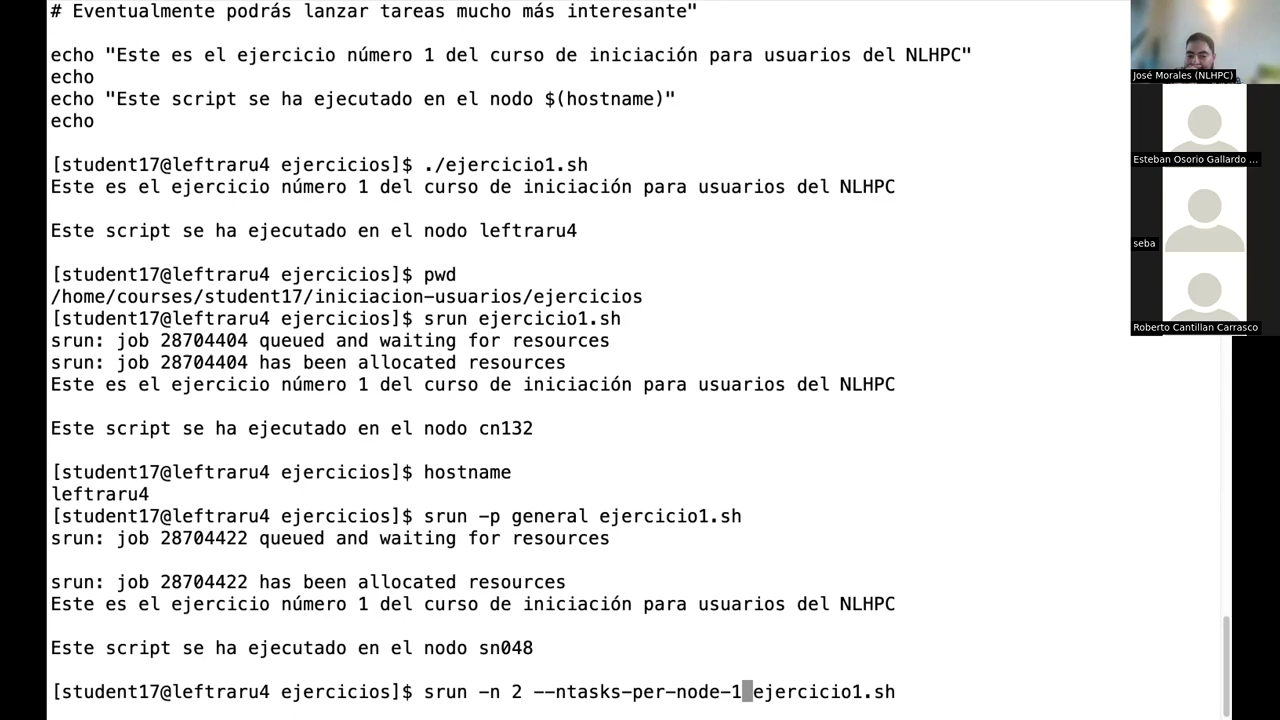 # Eventualmente podrás lanzar tareas mucho más interesante"
echo "Este es el ejercicio número 1 del curso de iniciación para usuarios del NLHPC"
echo
echo "Este script se ha ejecutado en el nodo $(hostname)"
echo
[student17@leftraru4 ejercicios]$ ./ejercicio1.sh
Este es el ejercicio número 1 del curso de iniciación para usuarios del NLHPC
Este script se ha ejecutado en el nodo leftraru4
[student17@leftraru4 ejercicios]$ pwd
/home/courses/student17/iniciacion-usuarios/ejercicios
[student17@leftraru4 ejercicios]$ srun ejercicio1.sh
srun: job 28704404 queued and waiting for resources
srun: job 28704404 has been allocated resources
Este es el ejercicio número 1 del curso de iniciación para usuarios del NLHPC
Este script se ha ejecutado en el nodo cn132
[student17@leftraru4 ejercicios]$ hostname
leftraru4
[student17@leftraru4 ejercicios]$ srun -p general ejercicio1.sh
srun: job 28704422 queued and waiting for resources
srun: job 28704422 has been allocated resources
Este es el ejercicio número 1 del curso de iniciación para usuarios del NLHPC
Este script se ha ejecutado en el nodo sn048
[student17@leftraru4 ejercicios]$ srun -n 2 --ntasks-per-node-1 ejercicio1.sh
José Morales (NLHPC)
Esteban Osorio Gallardo ...
seba
Roberto Cantillan Carrasco